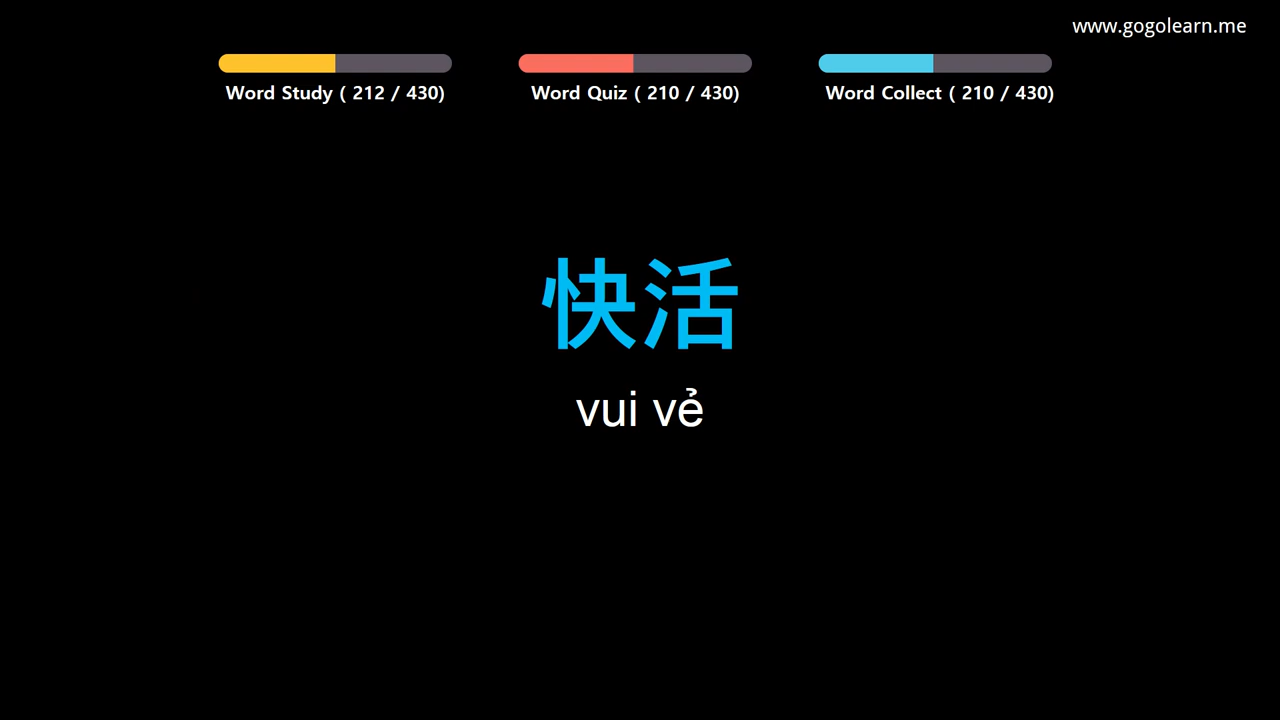 www.gogolearn.me
Word Study ( 212 / 430)
Word Quiz ( 210 / 430)
Word Collect ( 210 / 430)
快活
vui vẻ